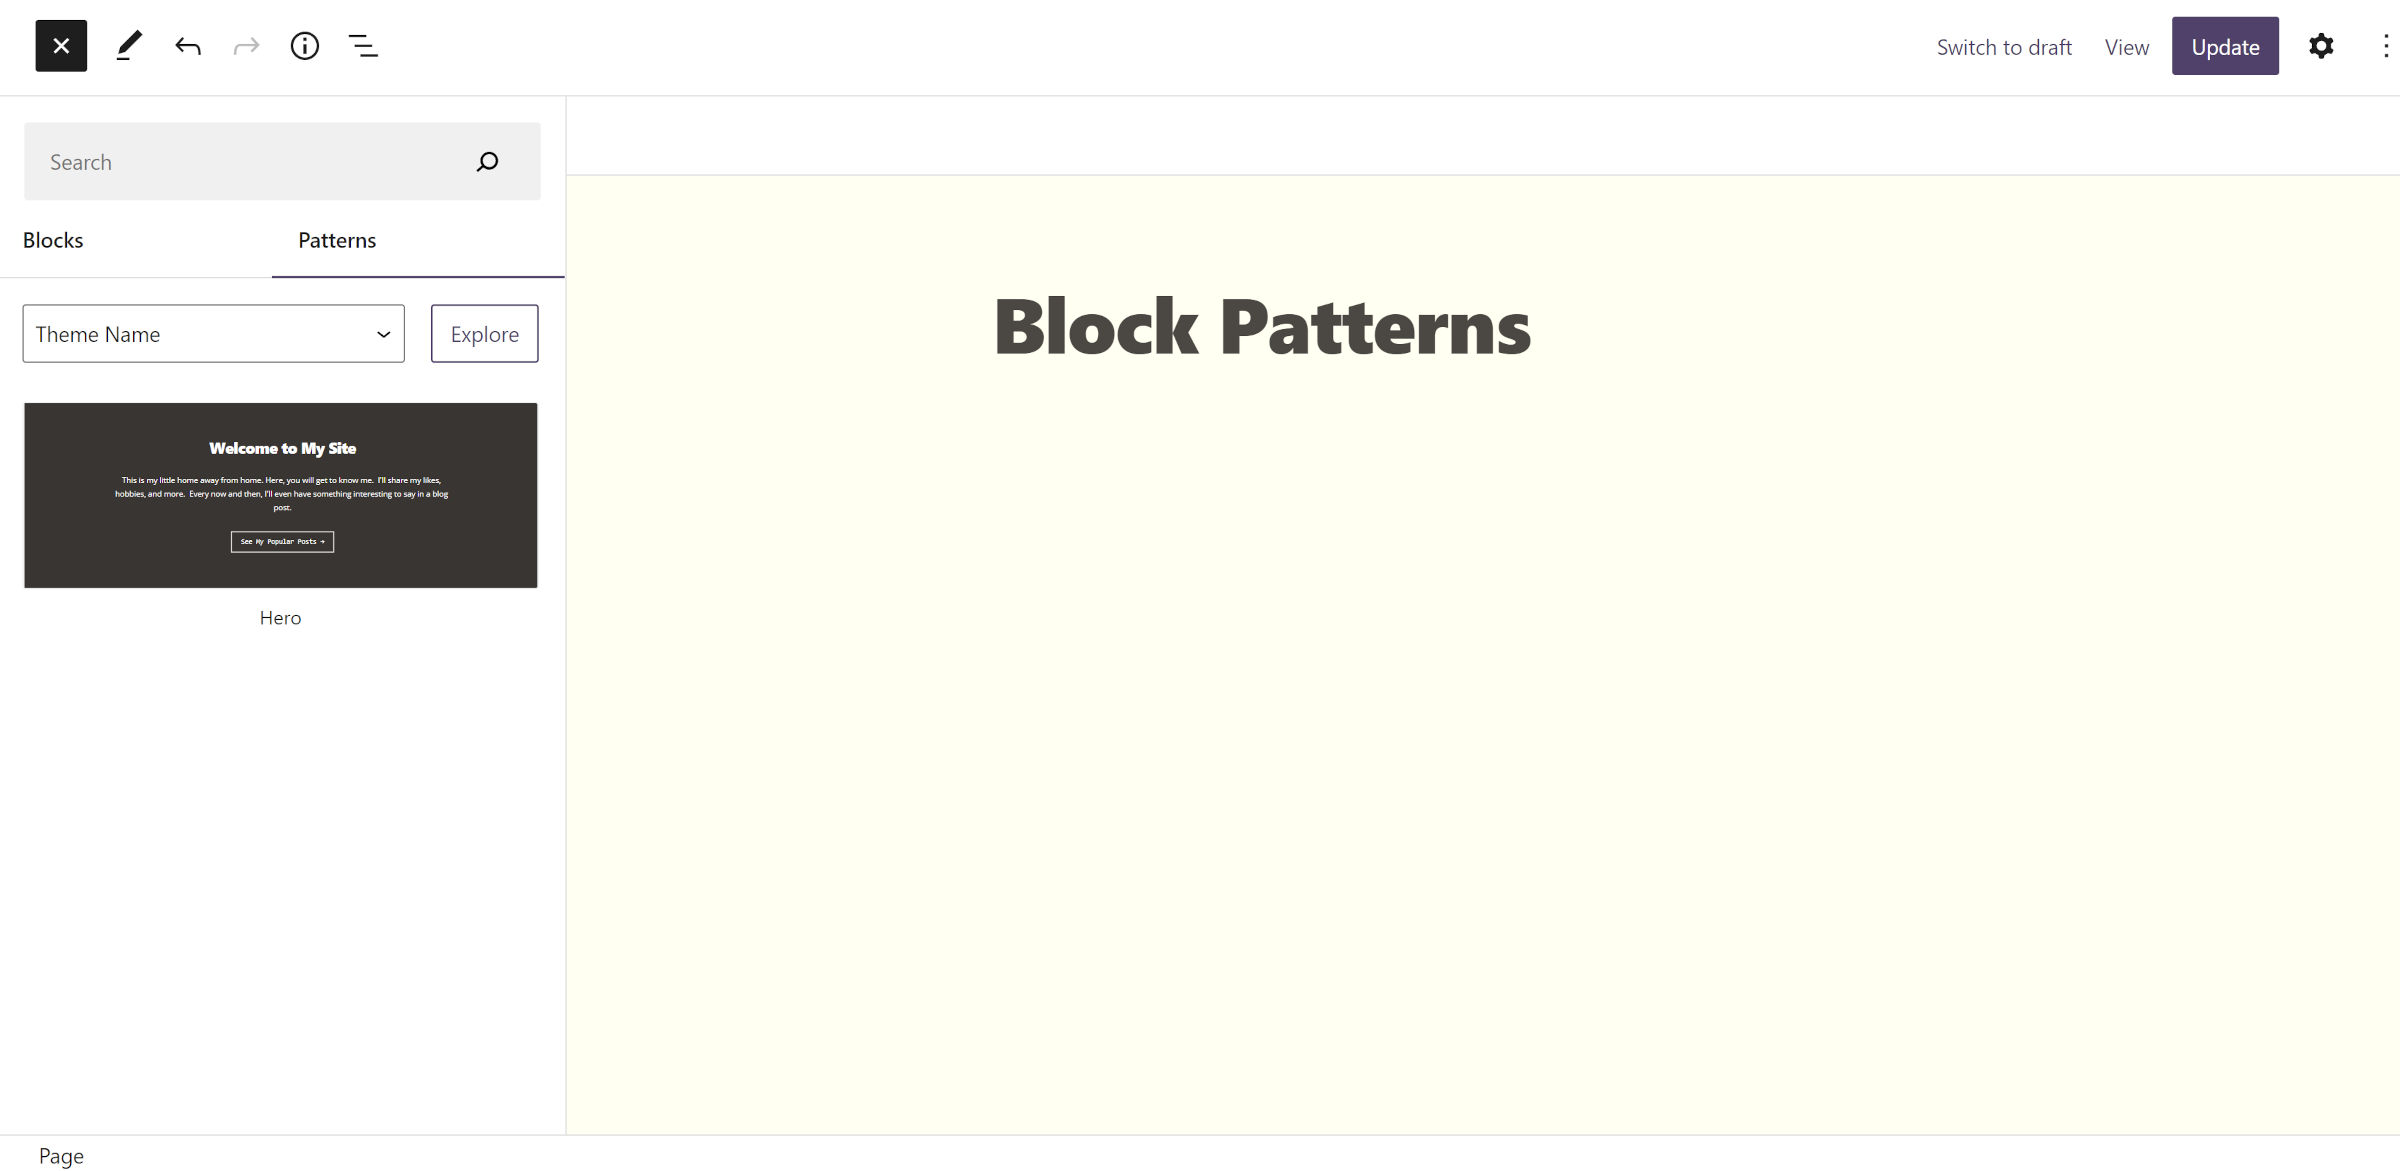 Switch to draft View Update
Search
Blocks Patterns
Theme Name Explore
Block Patterns
Welcome to My Site
This is my little home away from home. Here, you will get to know me. I'll share my likes,
hobbies, and more. Every now and then, I'll even have something interesting to say in a blog
post.
See My Popular Posts →
Hero
Page